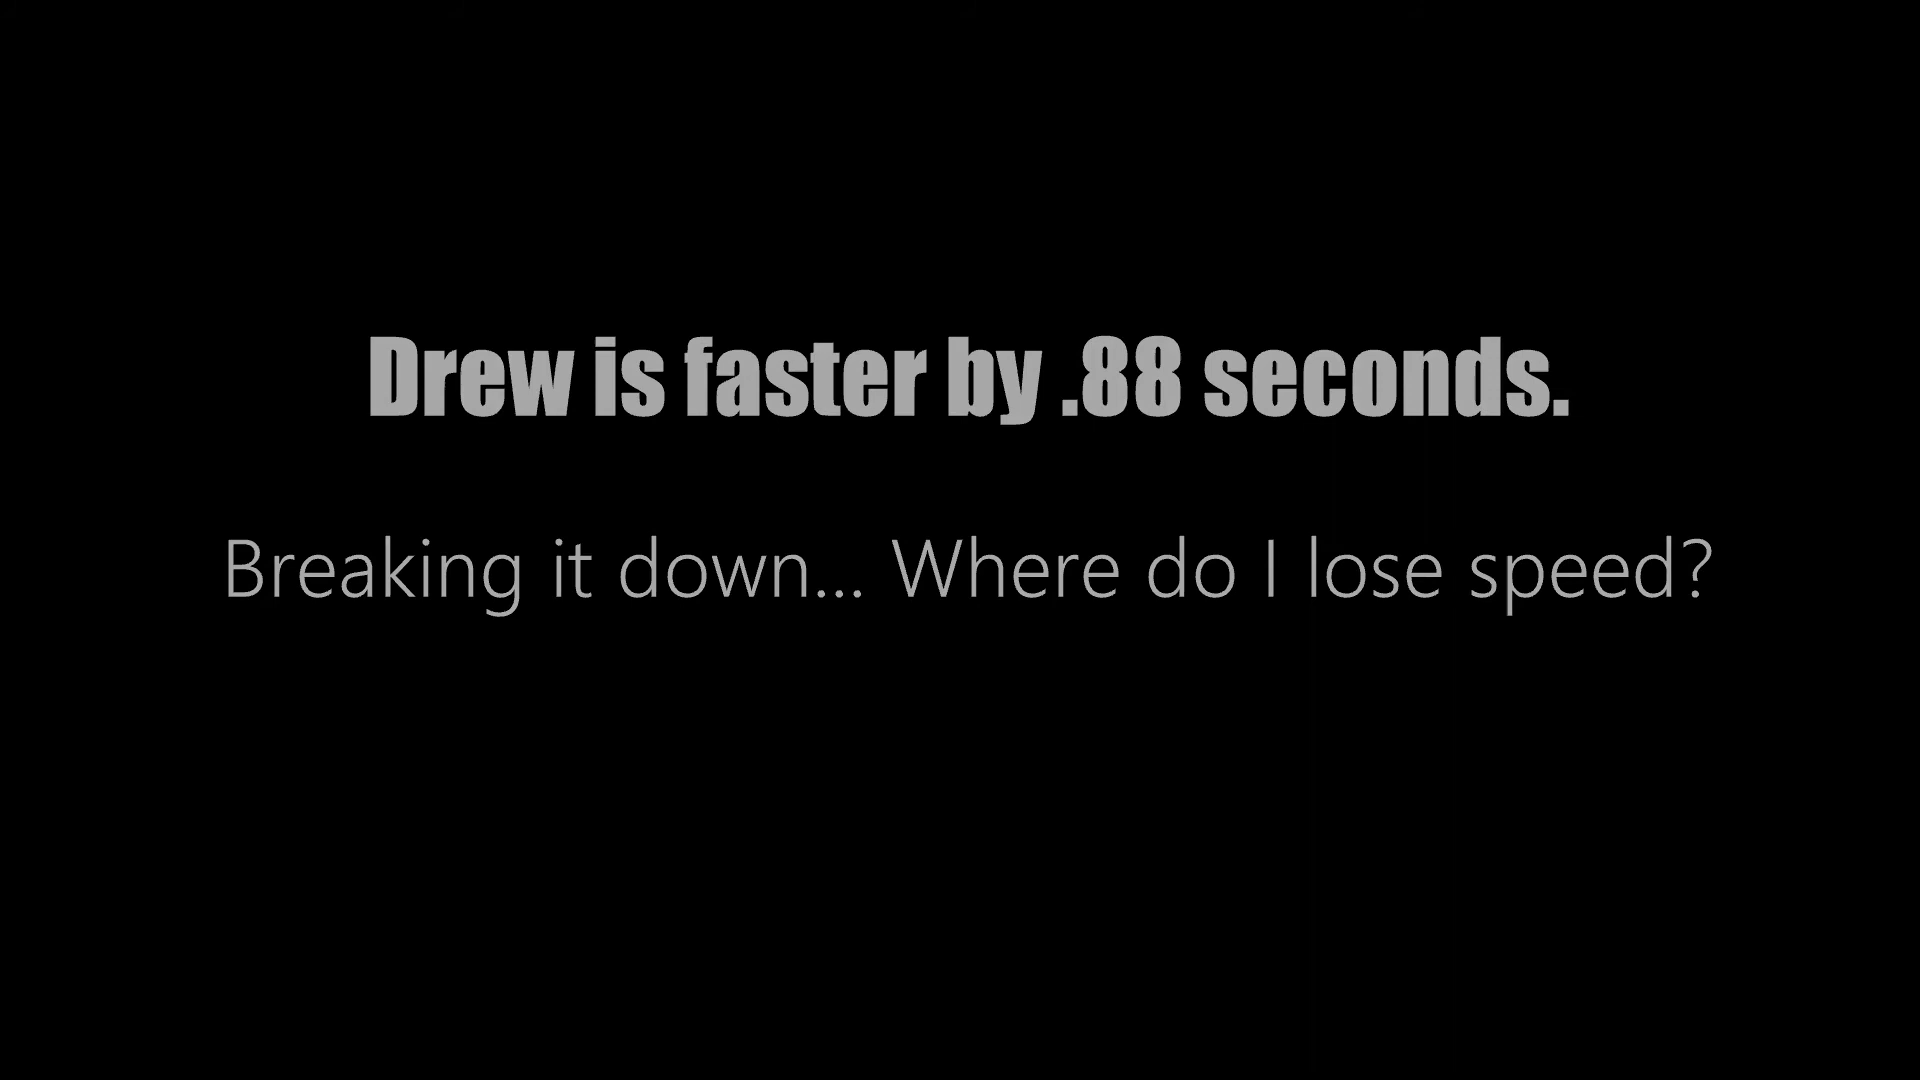 Drew is faster by .88 seconds.
Breaking it down... Where do I lose speed?